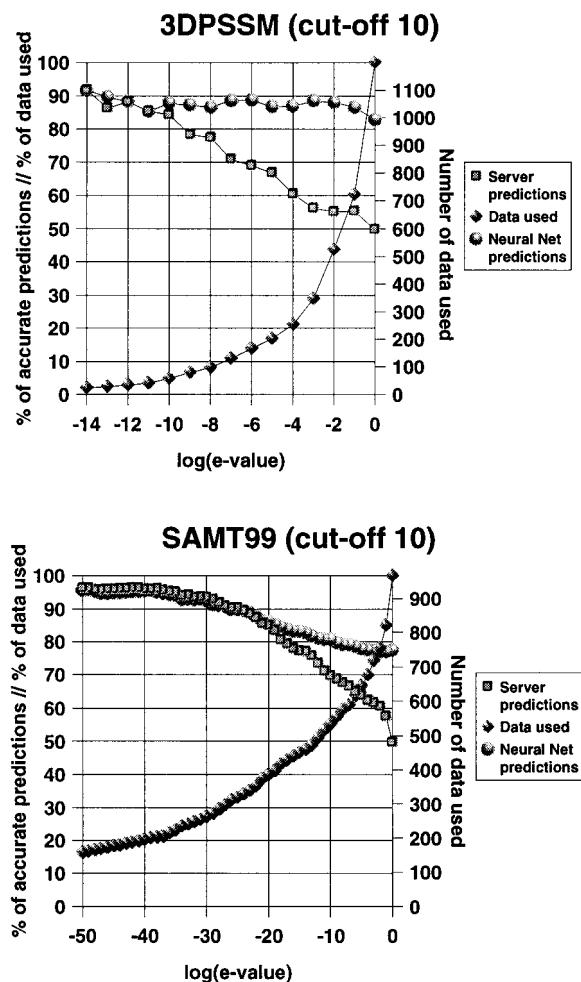 3DPSSM (cut-off 10)
% of accurate predictions // % of data used
100
90
80
70
60
50
40
30
20
10
0
1100
1000
900
800
700
600
500
400
300
200
100
0
Number of data used
-14 -12 -10 -8 -6 -4 -2 0
log(e-value)
Server
predictions
Data used
Neural Net
predictions
SAMT99 (cut-off 10)
% of accurate predictions // % of data used
100
90
80
70
60
50
40
30
20
10
0
900
800
700
600
500
400
300
200
100
0
Number of data used
-50 -40 -30 -20 -10 0
log(e-value)
Server
predictions
Data used
Neural Net
predictions